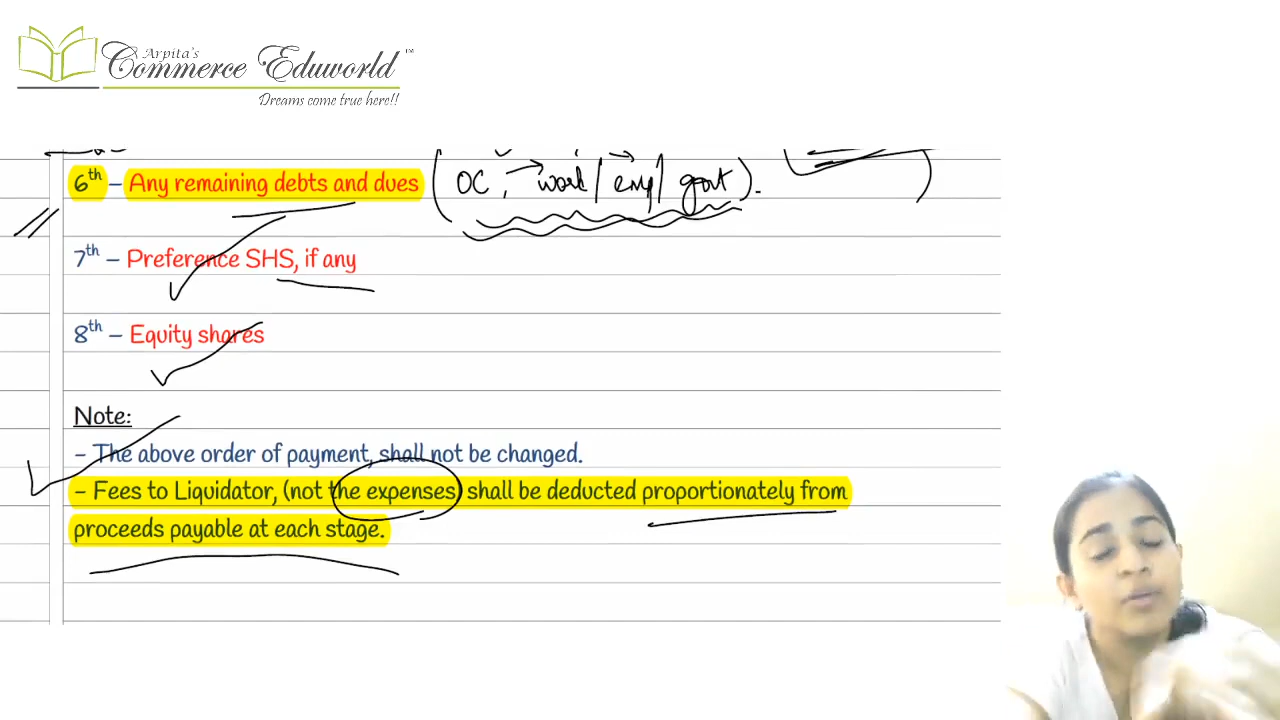 Arpita's
Commerce Eduworld™
Dreams come true here!!
6th – Any remaining debts and dues ( OC, → work / emp / govt ).
7th – Preference SHS, if any
8th – Equity shares
Note:
– The above order of payment, shall not be changed.
– Fees to Liquidator, (not the expenses) shall be deducted proportionately from
proceeds payable at each stage.